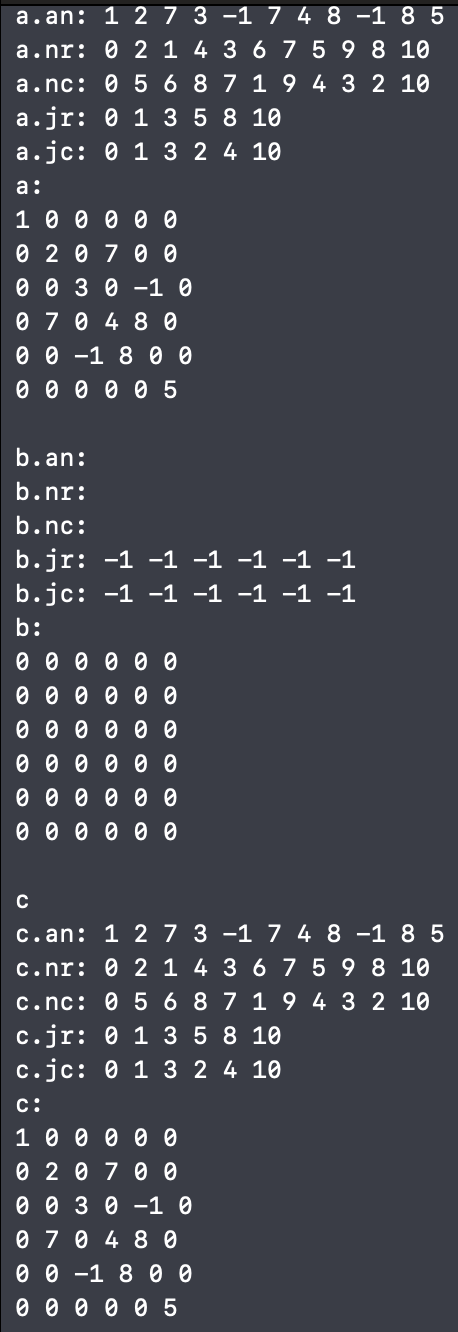 a.an: 1 2 7 3 −1 7 4 8 −1 8 5
a.nr: 0 2 1 4 3 6 7 5 9 8 10
a.nc: 0 5 6 8 7 1 9 4 3 2 10
a.jr: 0 1 3 5 8 10
a.jc: 0 1 3 2 4 10
a:
1 0 0 0 0 0
0 2 0 7 0 0
0 0 3 0 −1 0
0 7 0 4 8 0
0 0 −1 8 0 0
0 0 0 0 0 5
b.an:
b.nr:
b.nc:
b.jr: −1 −1 −1 −1 −1 −1
b.jc: −1 −1 −1 −1 −1 −1
b:
0 0 0 0 0 0
0 0 0 0 0 0
0 0 0 0 0 0
0 0 0 0 0 0
0 0 0 0 0 0
0 0 0 0 0 0
c
c.an: 1 2 7 3 −1 7 4 8 −1 8 5
c.nr: 0 2 1 4 3 6 7 5 9 8 10
c.nc: 0 5 6 8 7 1 9 4 3 2 10
c.jr: 0 1 3 5 8 10
c.jc: 0 1 3 2 4 10
c:
1 0 0 0 0 0
0 2 0 7 0 0
0 0 3 0 −1 0
0 7 0 4 8 0
0 0 −1 8 0 0
0 0 0 0 0 5